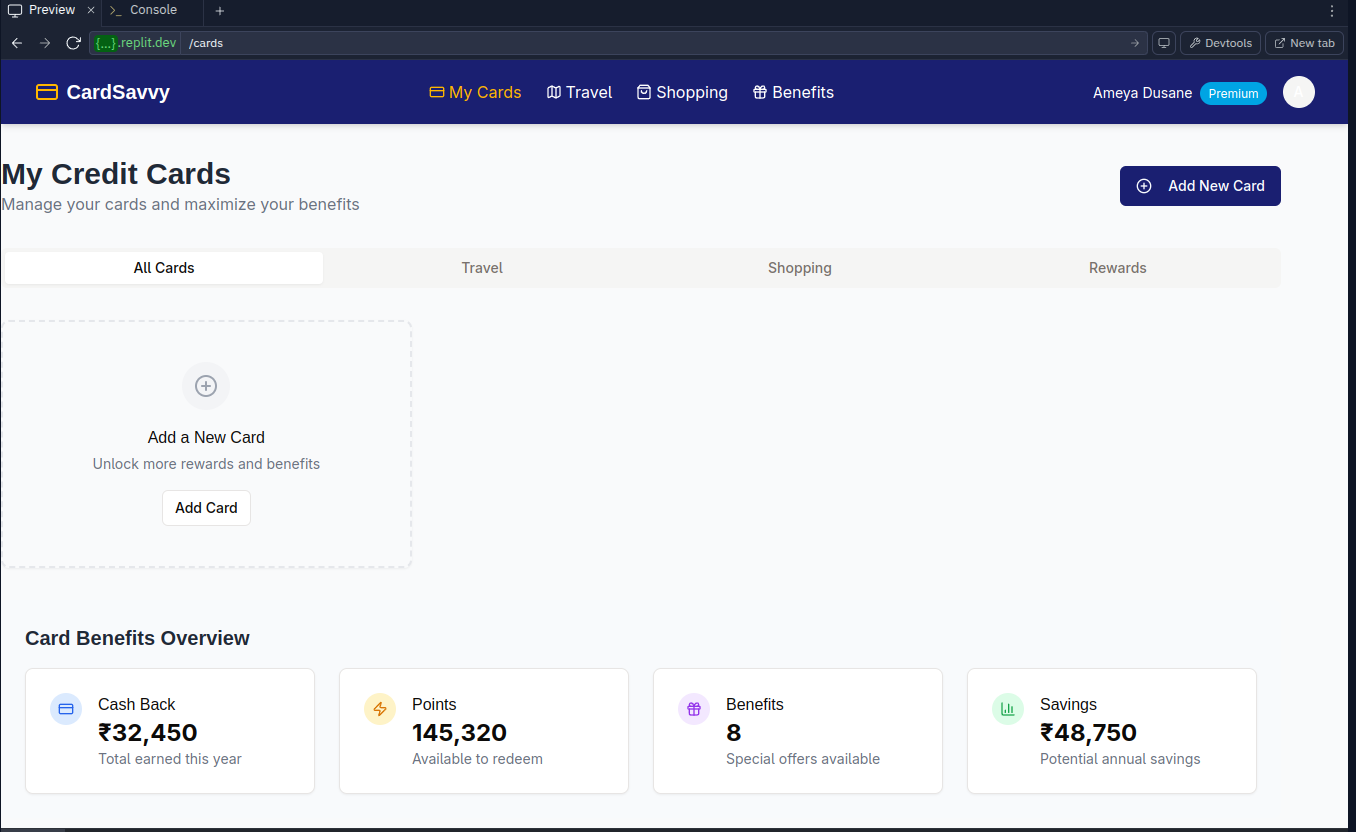 Preview × >_ Console +
{...}.replit.dev /cards Devtools New tab
CardSavvy My Cards Travel Shopping Benefits Ameya Dusane Premium A
My Credit Cards
Manage your cards and maximize your benefits
Add New Card
All Cards Travel Shopping Rewards
Add a New Card
Unlock more rewards and benefits
Add Card
Card Benefits Overview
Cash Back
₹32,450
Total earned this year
Points
145,320
Available to redeem
Benefits
8
Special offers available
Savings
₹48,750
Potential annual savings